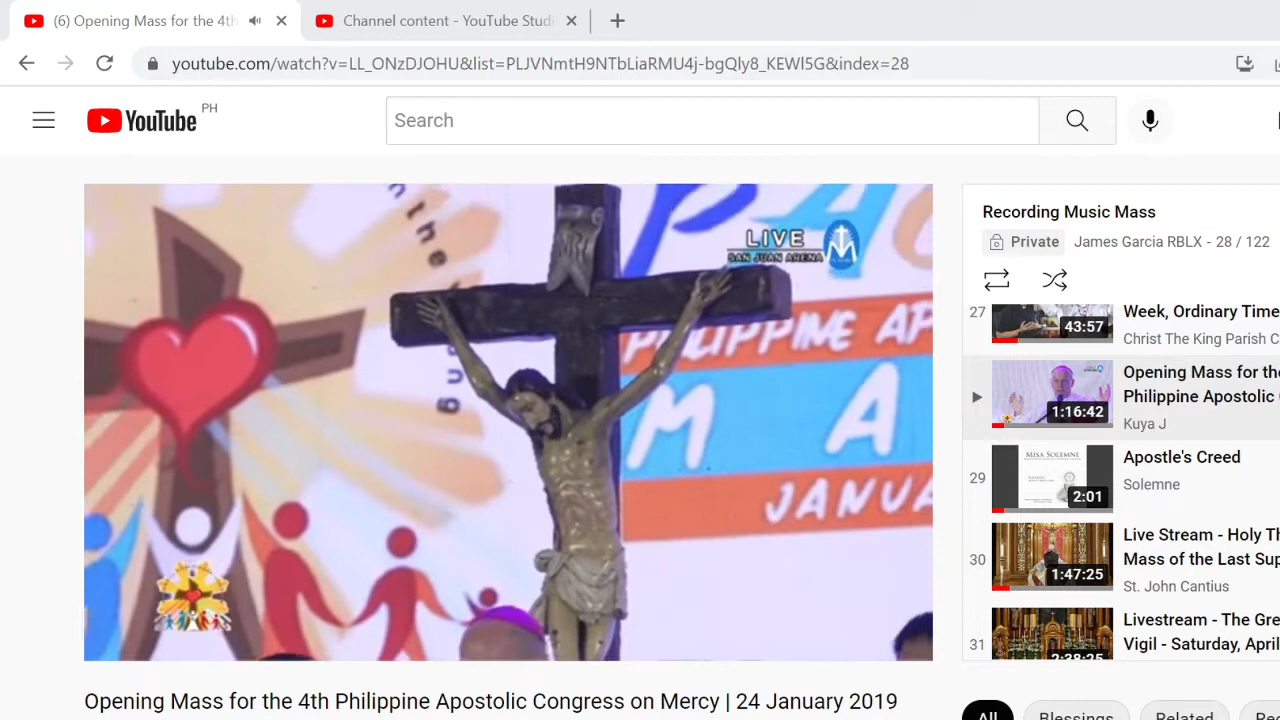 (6) Opening Mass for the 4th
Channel content - YouTube Studi
youtube.com/watch?v=LL_ONzDJOHU&list=PLJVNmtH9NTbLiaRMU4j-bgQly8_KEWl5G&index=28
YouTube PH
Search
LIVE
SAN JUAN ARENA
PHILIPPINE AP
M A
JANUA
Opening Mass for the 4th Philippine Apostolic Congress on Mercy | 24 January 2019
Recording Music Mass
Private James Garcia RBLX - 28 / 122
27
43:57
Week, Ordinary Time
Christ The King Parish C
1:16:42
Opening Mass for the
Philippine Apostolic
Kuya J
29
MISA SOLEMNE
2:01
Apostle's Creed
Solemne
30
1:47:25
Live Stream - Holy Th
Mass of the Last Sup
St. John Cantius
31
2:38:25
Livestream - The Gre
Vigil - Saturday, April
All
Blessings
Related